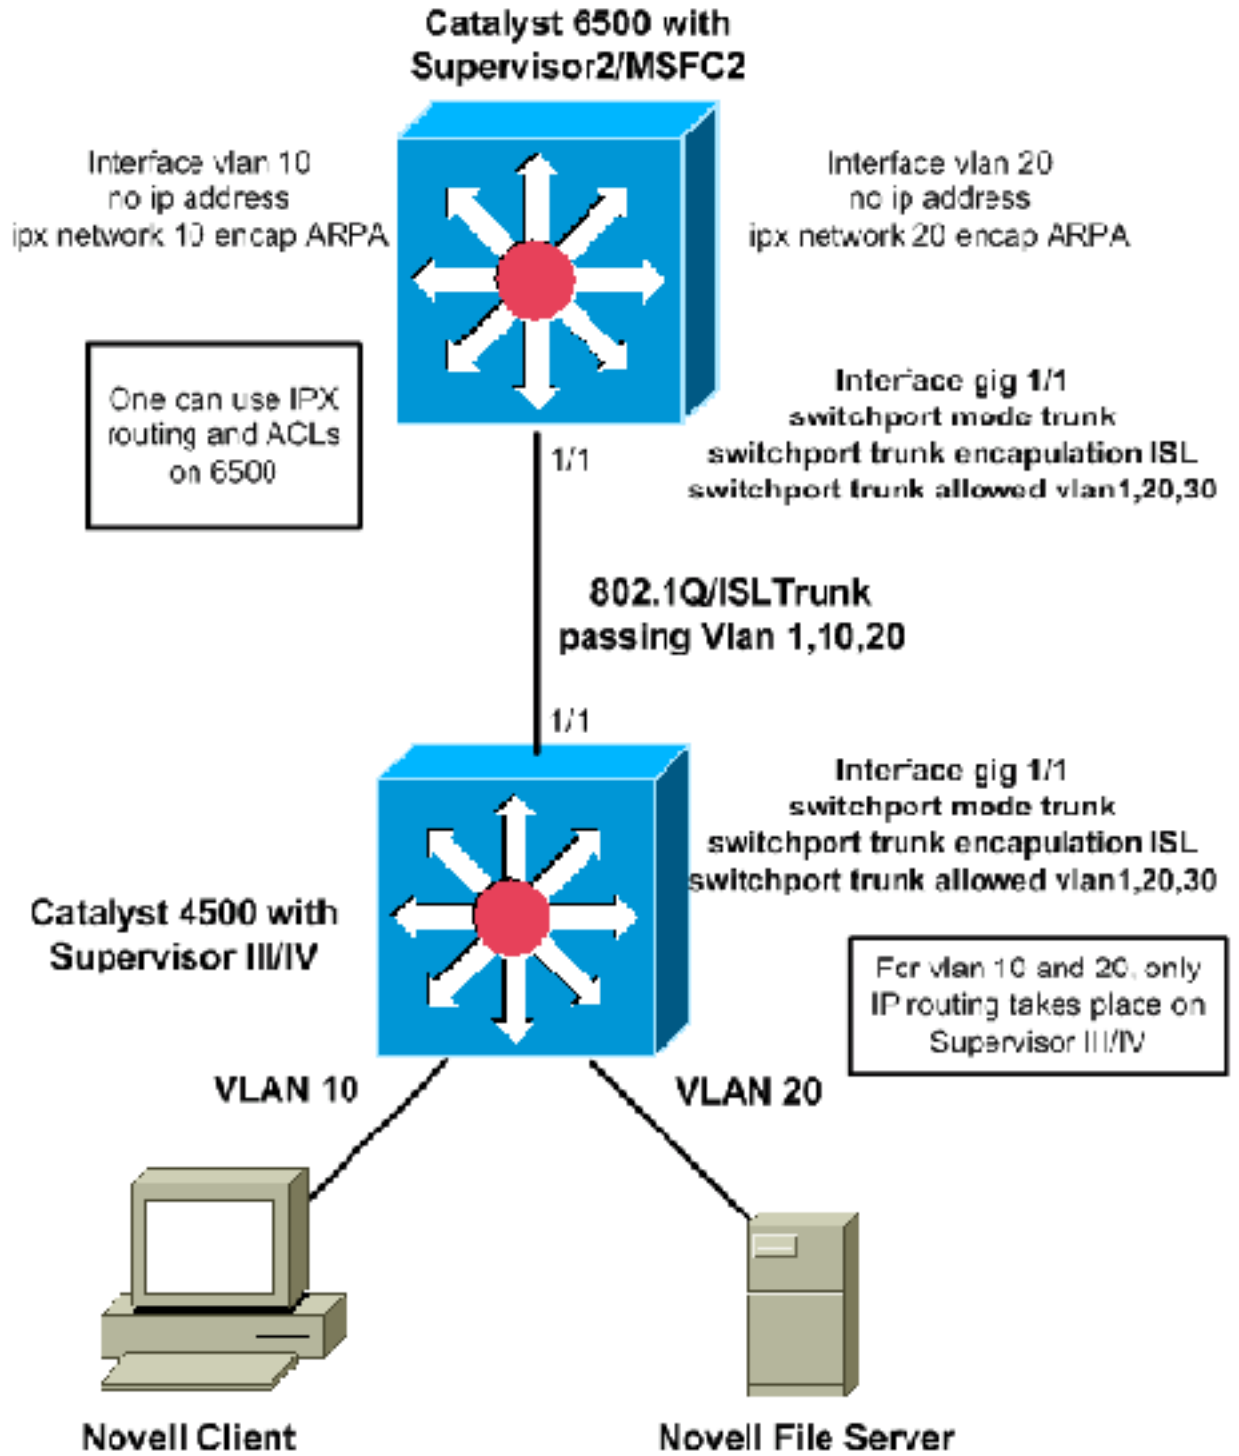 Catalyst 6500 with
Supervisor2/MSFC2
Interface vlan 10
no ip address
ipx network 10 encap ARPA
Interface vlan 20
no ip address
ipx network 20 encap ARPA
One can use IPX
routing and ACLs
on 6500
1/1
Interface gig 1/1
switchport mode trunk
switchport trunk encapulation ISL
switchport trunk allowed vlan1,20,30
802.1Q/ISLTrunk
passing Vlan 1,10,20
1/1
Interface gig 1/1
switchport mode trunk
switchport trunk encapulation ISL
switchport trunk allowed vlan1,20,30
Catalyst 4500 with
Supervisor III/IV
For vlan 10 and 20, only
IP routing takes place on
Supervisor III/IV
VLAN 10
VLAN 20
Novell Client
Novell File Server